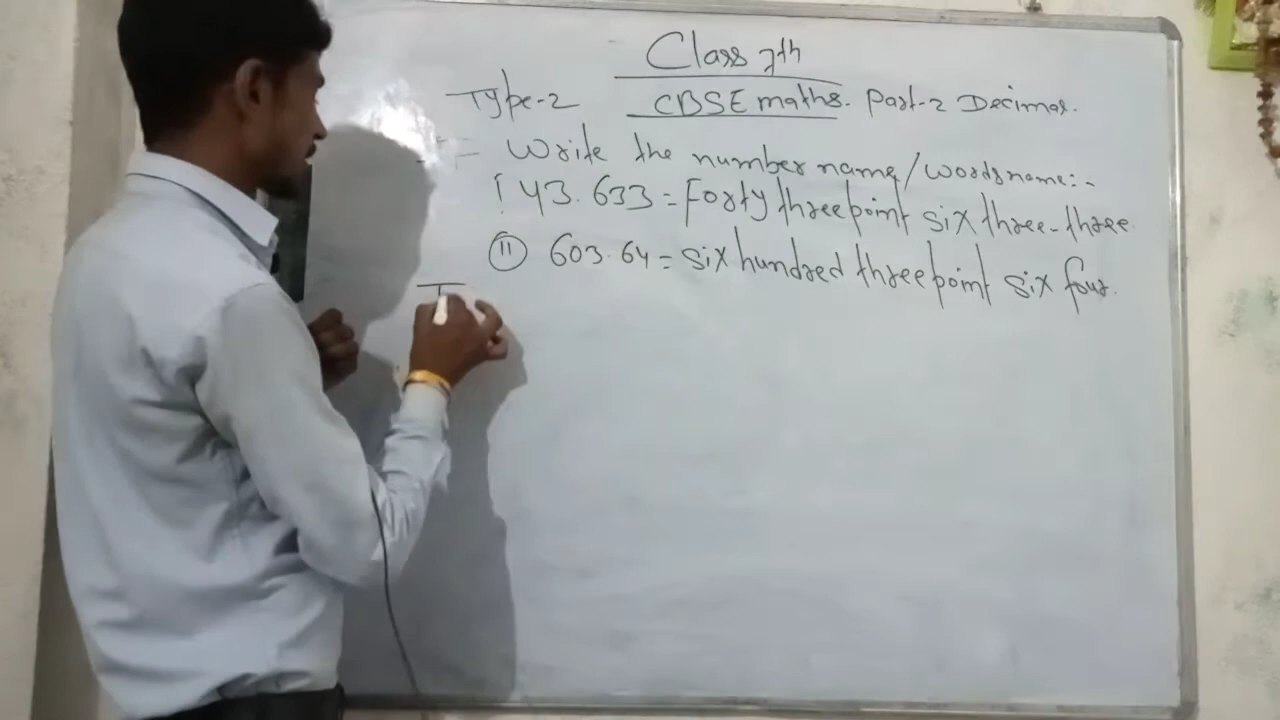 Class 7th
Type-2 CBSE maths. Part-2 Decimal.
Write the number name/wordsname:-
i 43.633 = Forty three point six three-three.
(ii) 603.64 = six hundred three point six four.
T